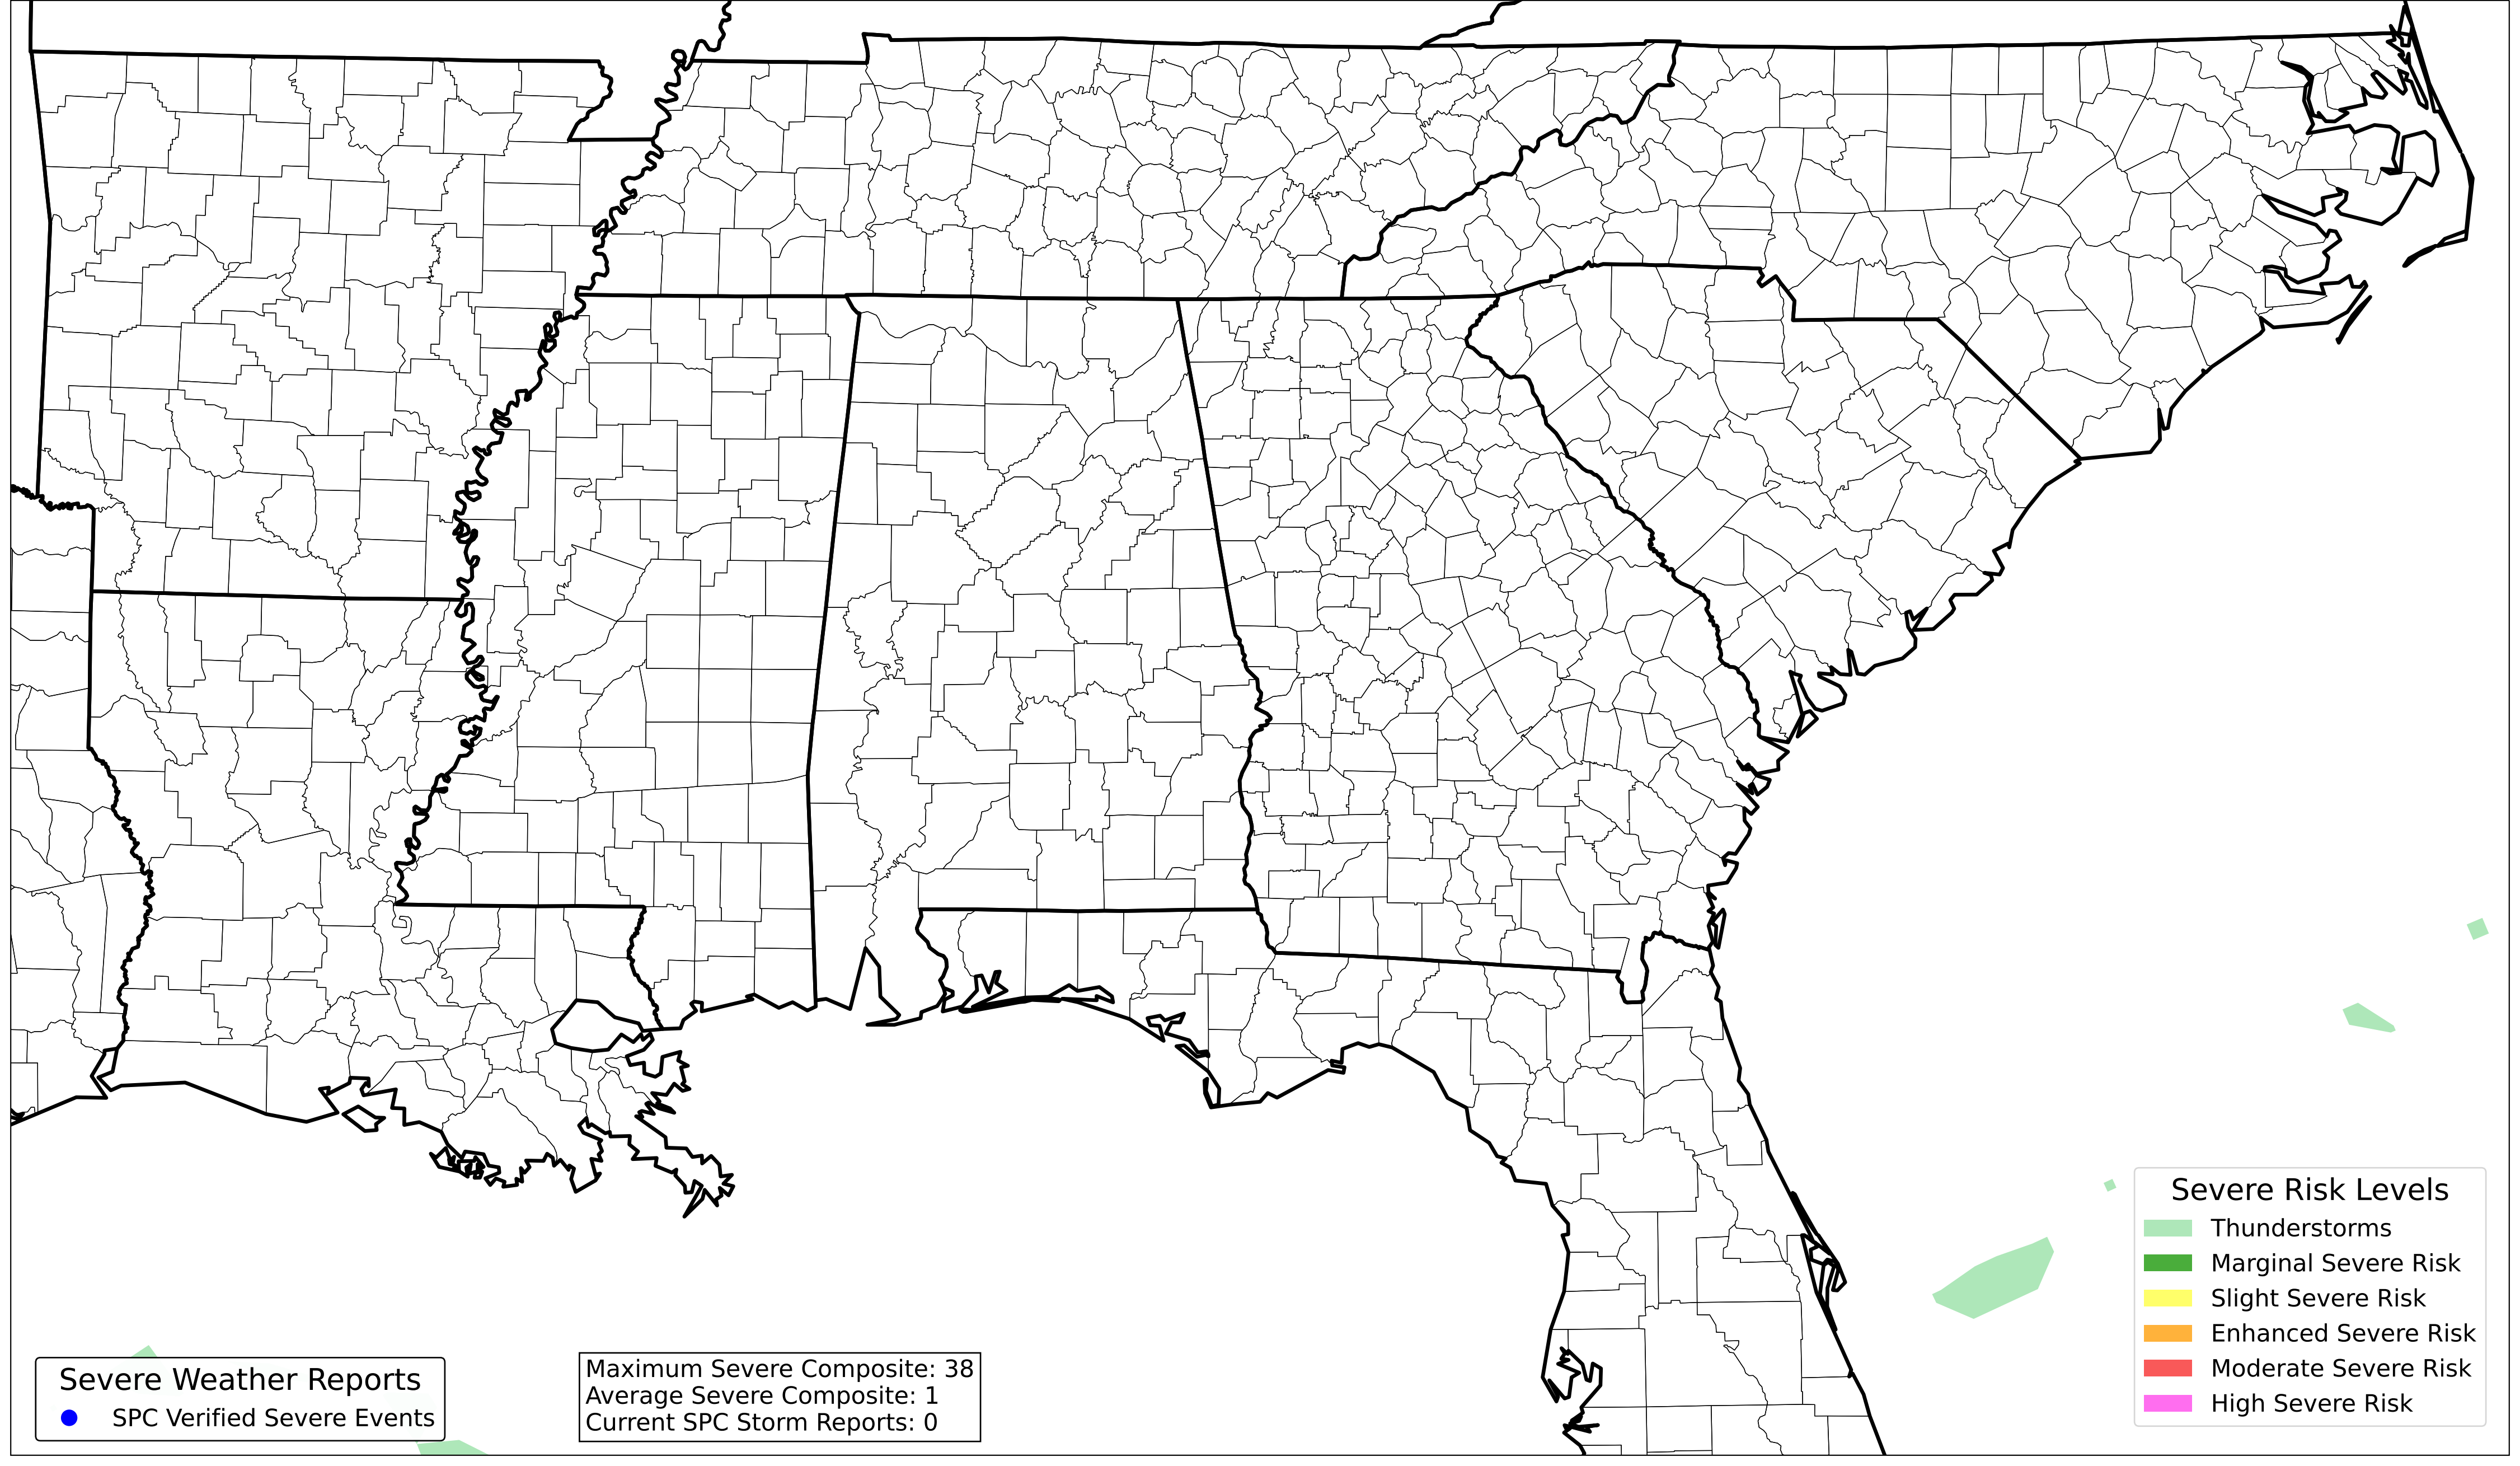 Severe Risk Levels
Thunderstorms
Marginal Severe Risk
Slight Severe Risk
Enhanced Severe Risk
Moderate Severe Risk
High Severe Risk
Severe Weather Reports
SPC Verified Severe Events
Maximum Severe Composite: 38
Average Severe Composite: 1
Current SPC Storm Reports: 0